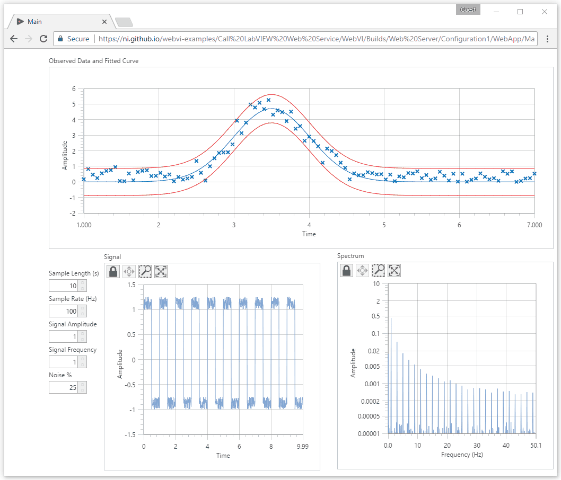 Guest
Main
Secure
https://ni.github.io/webvi-examples/Call%20LabVIEW%20Web%20Service/WebVI/Builds/Web%20Server/Configuration1/WebApp/Ma
Observed Data and Fitted Curve
Amplitude
6
5
4
3
2
1
0
-1
-2
1.000
2
3
4
5
6
7.000
Time
Sample Length (s)
10
Sample Rate (Hz)
100
Signal Amplitude
1
Signal Frequency
1
Noise %
25
Signal
Amplitude
1.5
1
0.5
0
-0.5
-1
-1.5
0
2
4
6
8
9.99
Time
Spectrum
Amplitude
10
2
0.5
0.1
0.02
0.005
0.001
0.0002
0.00005
0.00001
0.0
10
20
30
40
50.1
Frequency (Hz)